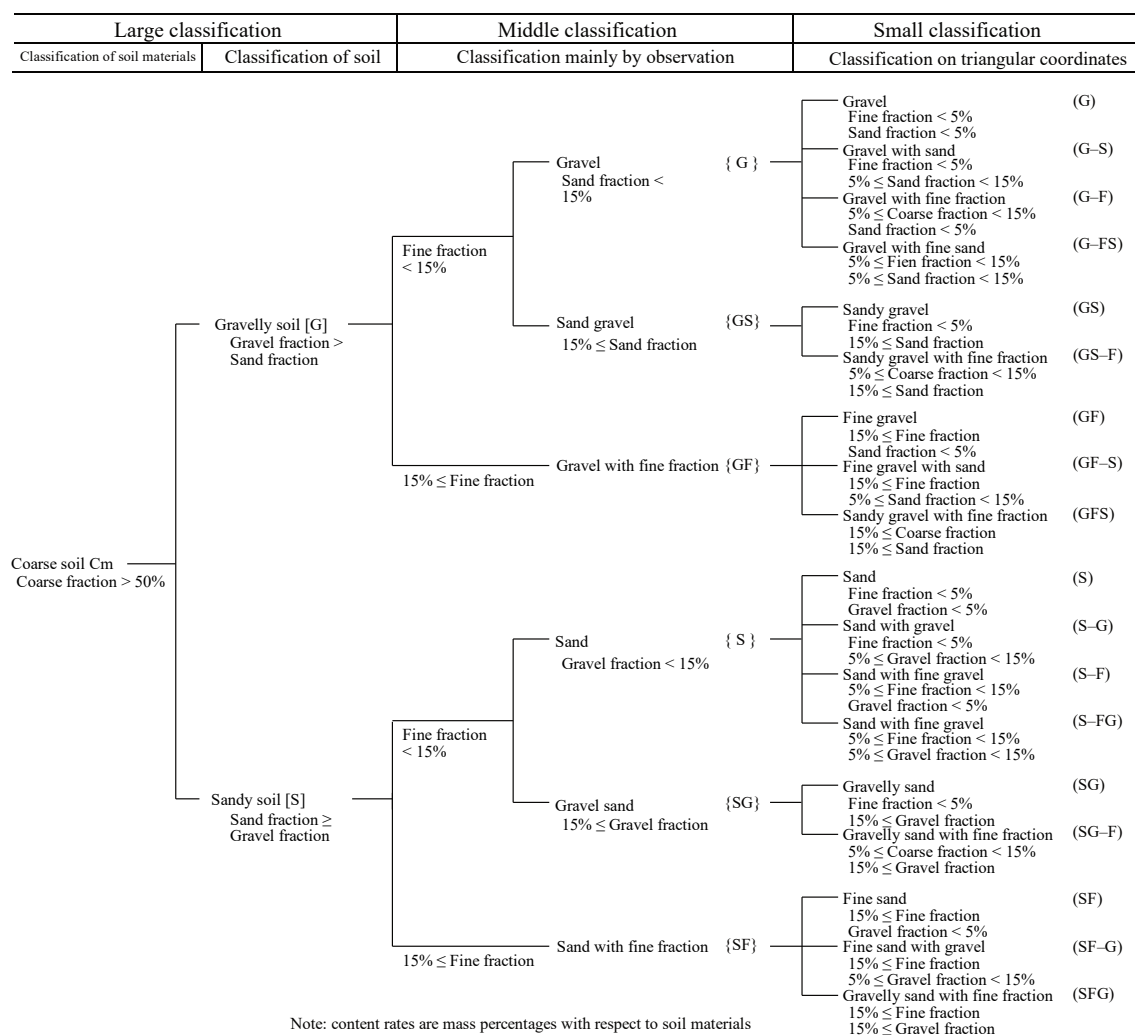 Large classification
Middle classification
Small classification
Classification of soil materials
Classification of soil
Classification mainly by observation
Classification on triangular coordinates
Coarse soil Cm
Coarse fraction > 50%
Gravelly soil [G]
Gravel fraction >
Sand fraction
Fine fraction
< 15%
Gravel { G }
Sand fraction <
15%
Gravel (G)
Fine fraction < 5%
Sand fraction < 5%
Gravel with sand (G–S)
Fine fraction < 5%
5% ≤ Sand fraction < 15%
Gravel with fine fraction (G–F)
5% ≤ Coarse fraction < 15%
Sand fraction < 5%
Gravel with fine sand (G–FS)
5% ≤ Fien fraction < 15%
5% ≤ Sand fraction < 15%
Sand gravel {GS}
15% ≤ Sand fraction
Sandy gravel (GS)
Fine fraction < 5%
15% ≤ Sand fraction
Sandy gravel with fine fraction (GS–F)
5% ≤ Coarse fraction < 15%
15% ≤ Sand fraction
15% ≤ Fine fraction
Gravel with fine fraction {GF}
Fine gravel (GF)
15% ≤ Fine fraction
Sand fraction < 5%
Fine gravel with sand (GF–S)
15% ≤ Fine fraction
5% ≤ Sand fraction < 15%
Sandy gravel with fine fraction (GFS)
15% ≤ Coarse fraction
15% ≤ Sand fraction
Sandy soil [S]
Sand fraction ≥
Gravel fraction
Fine fraction
< 15%
Sand { S }
Gravel fraction < 15%
Sand (S)
Fine fraction < 5%
Gravel fraction < 5%
Sand with gravel (S–G)
Fine fraction < 5%
5% ≤ Gravel fraction < 15%
Sand with fine gravel (S–F)
5% ≤ Fine fraction < 15%
Gravel fraction < 5%
Sand with fine gravel (S–FG)
5% ≤ Fine fraction < 15%
5% ≤ Gravel fraction < 15%
Gravel sand {SG}
15% ≤ Gravel fraction
Gravelly sand (SG)
Fine fraction < 5%
15% ≤ Gravel fraction
Gravelly sand with fine fraction (SG–F)
5% ≤ Coarse fraction < 15%
15% ≤ Gravel fraction
15% ≤ Fine fraction
Sand with fine fraction {SF}
Fine sand (SF)
15% ≤ Fine fraction
Gravel fraction < 5%
Fine sand with gravel (SF–G)
15% ≤ Fine fraction
5% ≤ Gravel fraction < 15%
Gravelly sand with fine fraction (SFG)
15% ≤ Fine fraction
15% ≤ Gravel fraction
Note: content rates are mass percentages with respect to soil materials